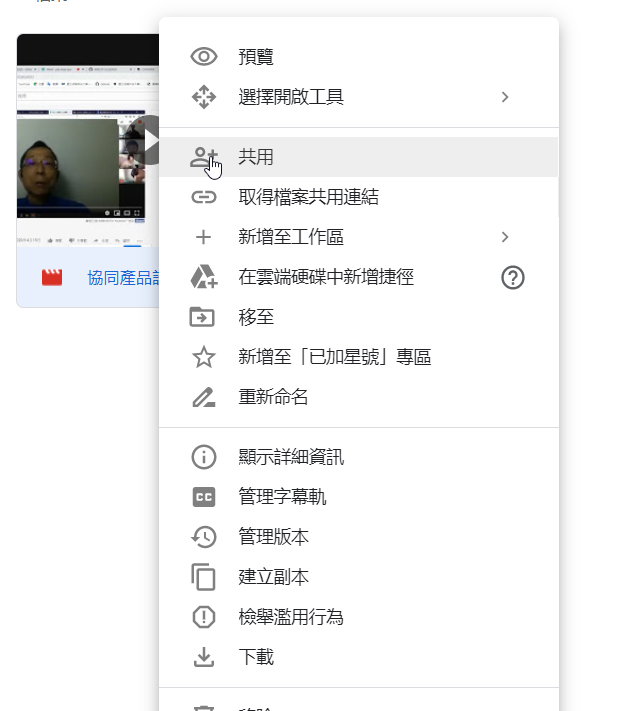 預覽
選擇開啟工具
共用
取得檔案共用連結
新增至工作區
在雲端硬碟中新增捷徑
移至
新增至「已加星號」專區
重新命名
顯示詳細資訊
CC 管理字幕軌
管理版本
建立副本
檢舉濫用行為
下載
協同產品